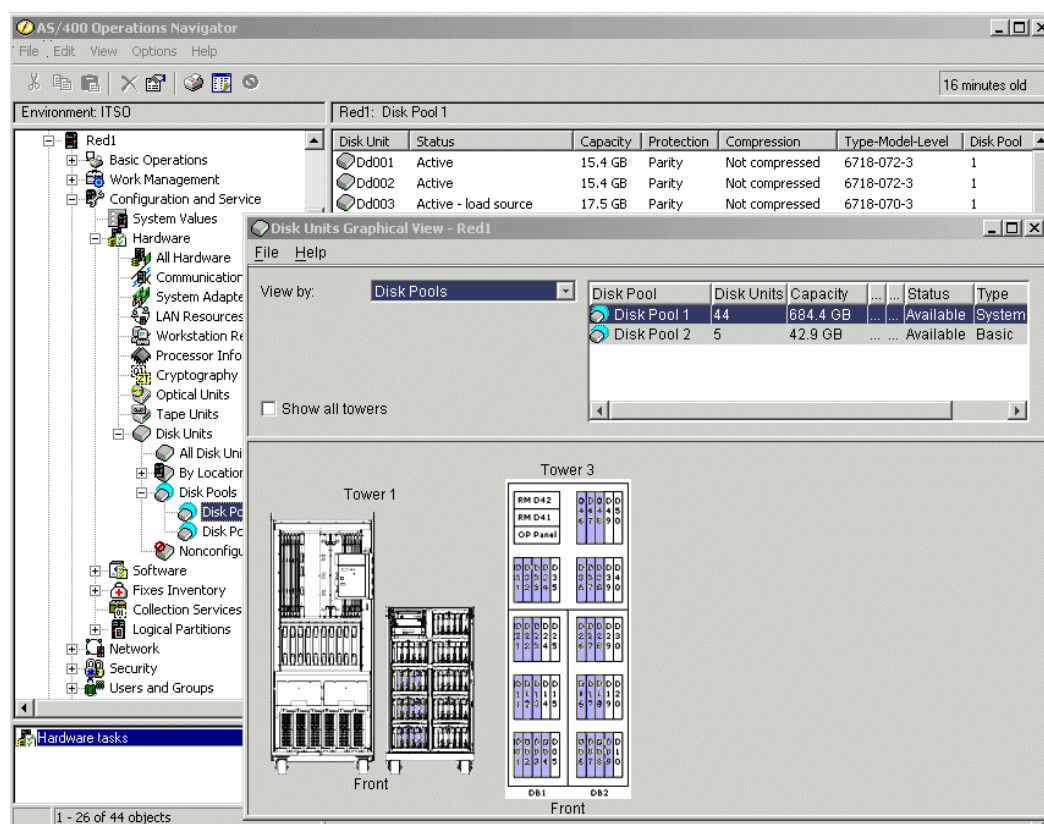 AS/400 Operations Navigator
File Edit View Options Help
16 minutes old
Environment: ITSO
Red1: Disk Pool 1
Red1
Basic Operations
Work Management
Configuration and Service
System Values
Hardware
All Hardware
Communication
System Adapte
LAN Resources
Workstation Re
Processor Info
Cryptography
Optical Units
Tape Units
Disk Units
All Disk Uni
By Location
Disk Pools
Disk Po
Disk Po
Nonconfigu
Software
Fixes Inventory
Collection Services
Logical Partitions
Network
Security
Users and Groups
Disk Unit Status Capacity Protection Compression Type-Model-Level Disk Pool
Dd001 Active 15.4 GB Parity Not compressed 6718-072-3 1
Dd002 Active 15.4 GB Parity Not compressed 6718-072-3 1
Dd003 Active - load source 17.5 GB Parity Not compressed 6718-070-3 1
Disk Units Graphical View - Red1
File Help
View by: Disk Pools
Show all towers
Disk Pool Disk Units Capacity ... ... Status Type
Disk Pool 1 44 684.4 GB ... ... Available System
Disk Pool 2 5 42.9 GB ... ... Available Basic
Tower 1
Front
Tower 3
RM D42
RM D41
OP Panel
DB1 DB2
Front
Hardware tasks
1 - 26 of 44 objects